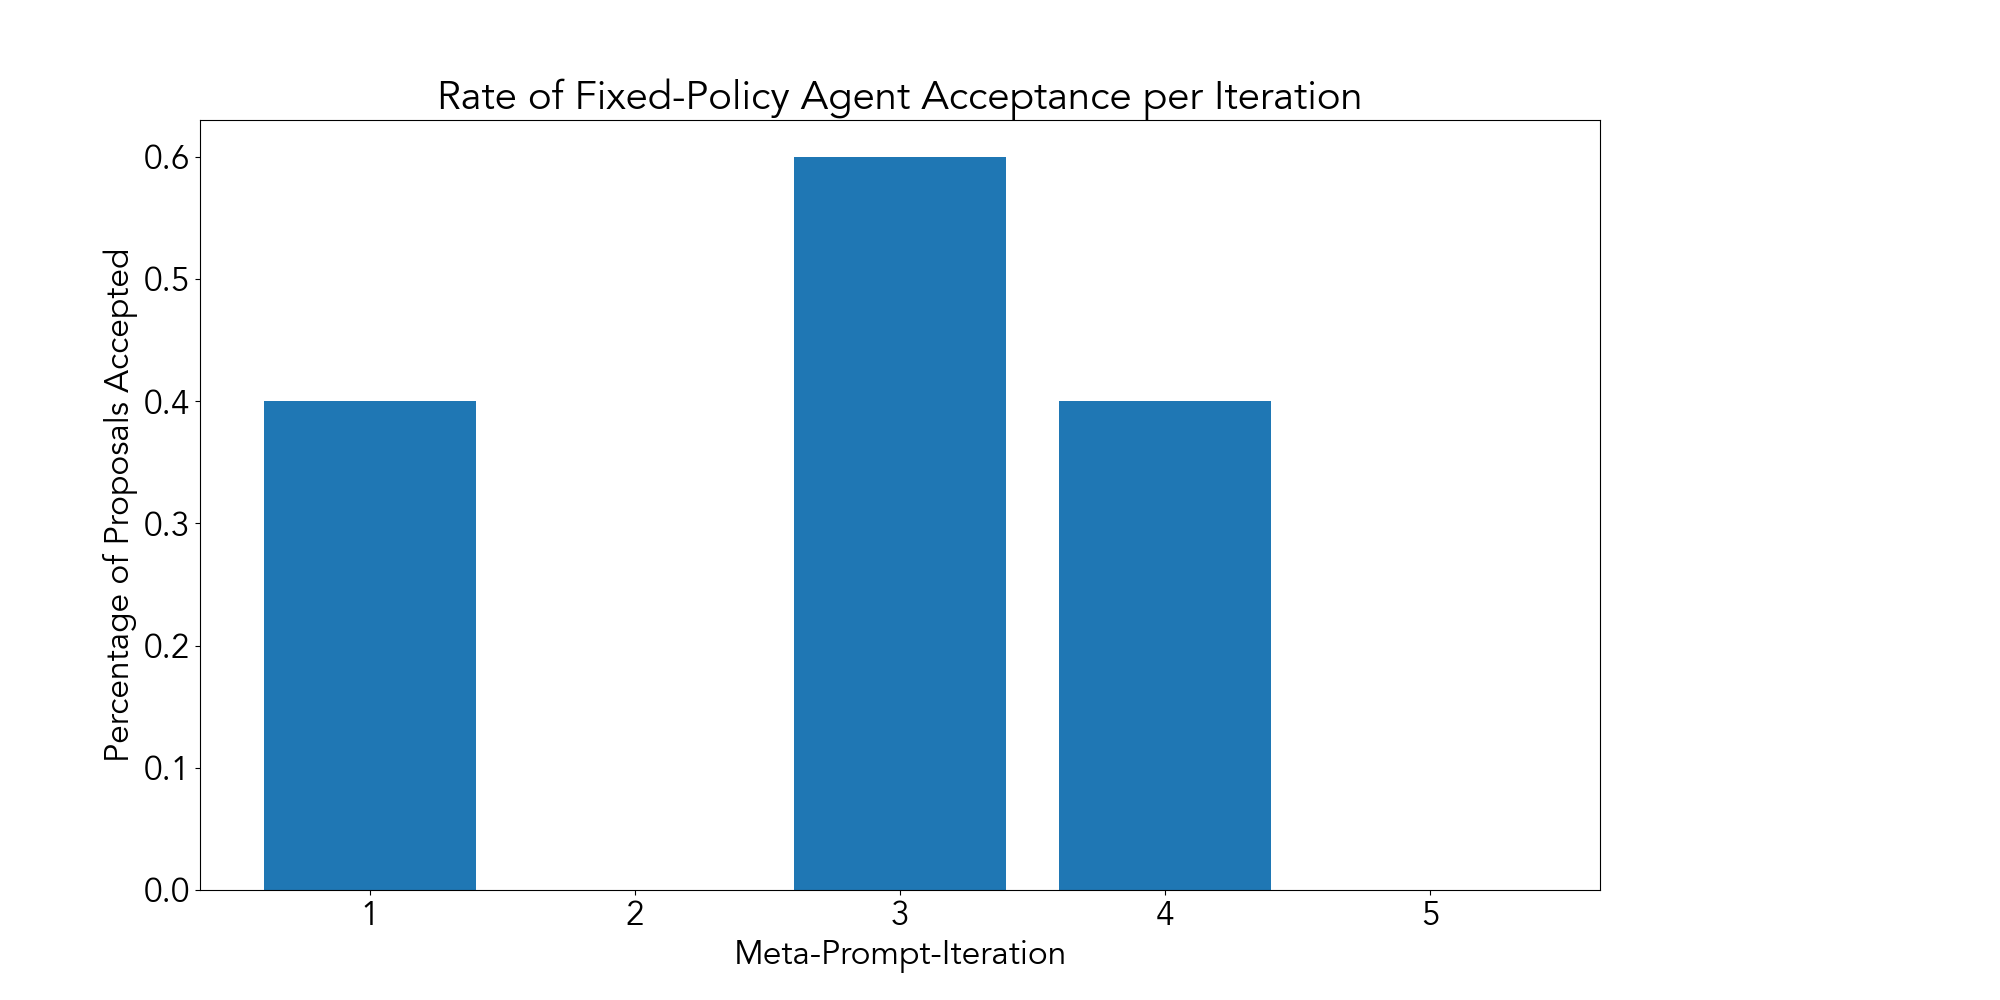 Rate of Fixed-Policy Agent Acceptance per Iteration
Percentage of Proposals Accepted
0.6
0.5
0.4
0.3
0.2
0.1
0.0
1 2 3 4 5
Meta-Prompt-Iteration